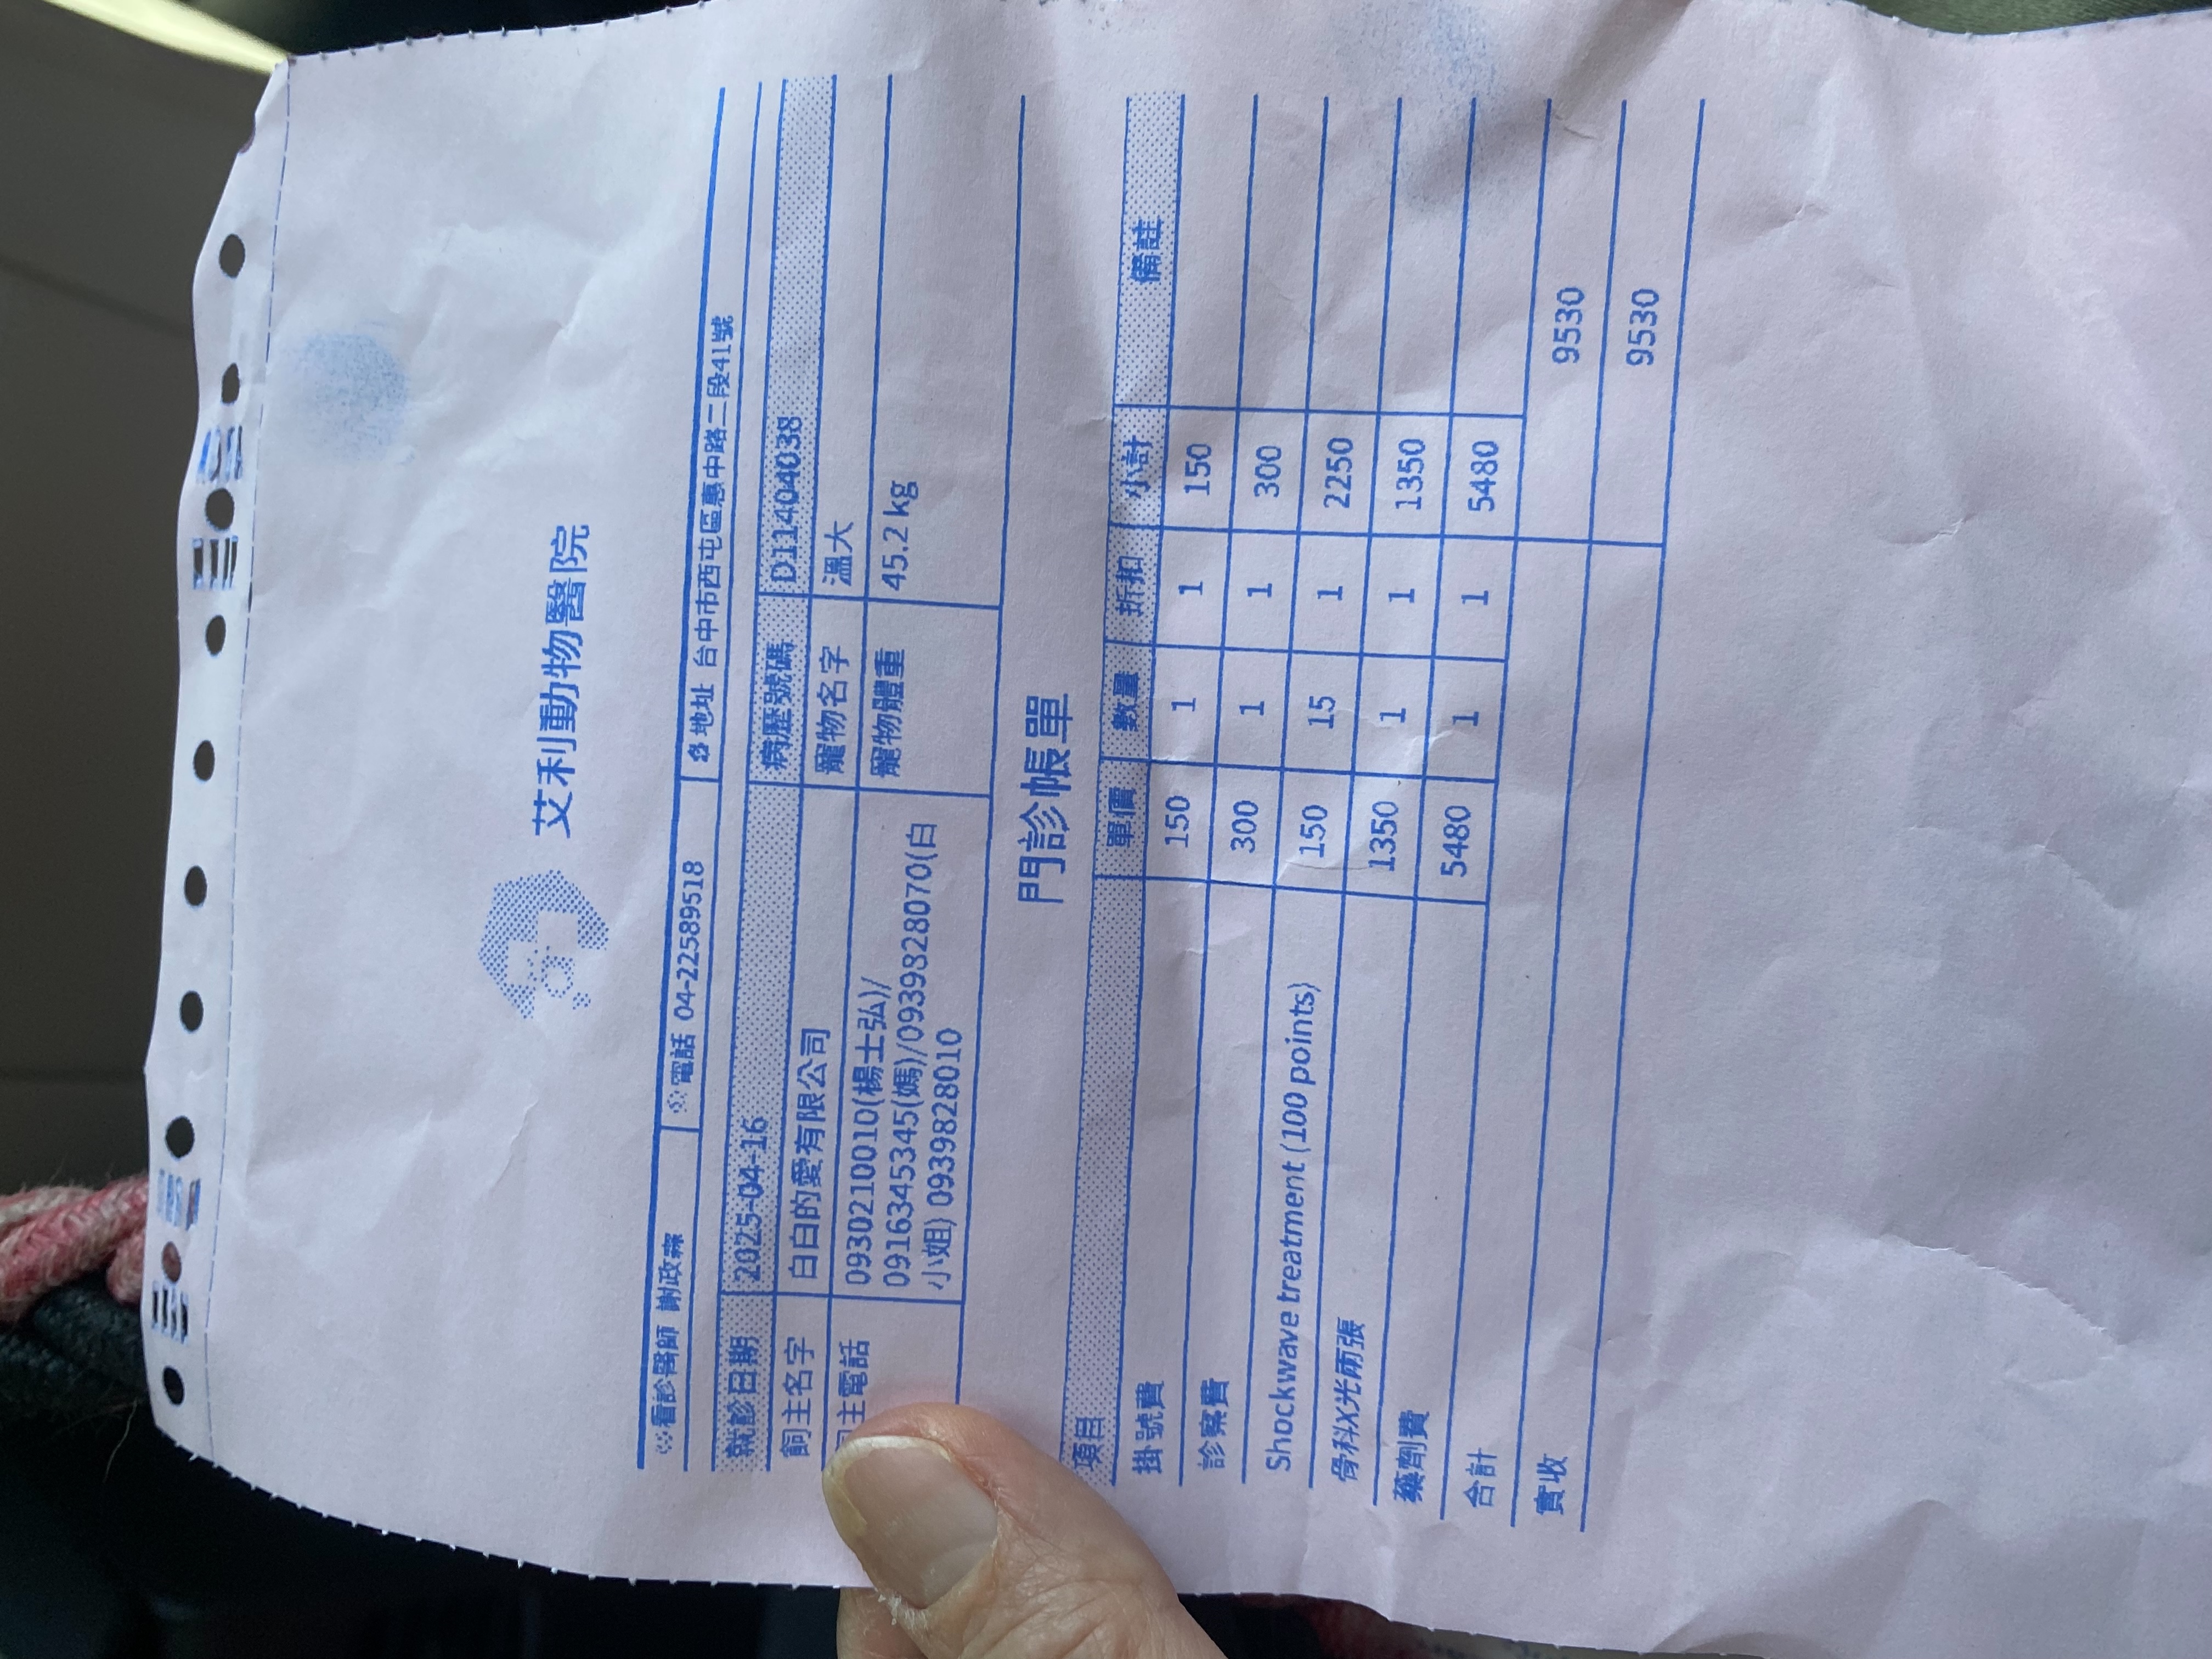 艾利動物醫院
※看診醫師 謝政霖 電話 04-22589518 地址 台中市西屯區惠中路二段41號
就診日期 2025-04-16 病歷號碼 D1140408
飼主名字 白白的愛有限公司 寵物名字 溫大
主電話 0930210010(楊士弘)/ 寵物體重 45.2 kg
0916345345(媽)/0939828070(白
小姐) 0939828010
門診帳單
項目 單價 數量 折扣 小計 備註
掛號費 150 1 1 150
診察費 300 1 1 300
Shockwave treatment (100 points) 150 15 1 2250
骨科X光兩張 1350 1 1 1350
藥劑費 5480 1 1 5480
合計 9530
實收 9530